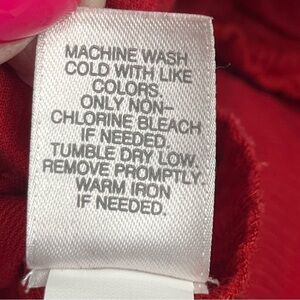 MACHINE WASH
COLD WITH LIKE
COLORS.
ONLY NON-
CHLORINE BLEACH
IF NEEDED.
TUMBLE DRY LOW.
REMOVE PROMPTLY.
WARM IRON
IF NEEDED.